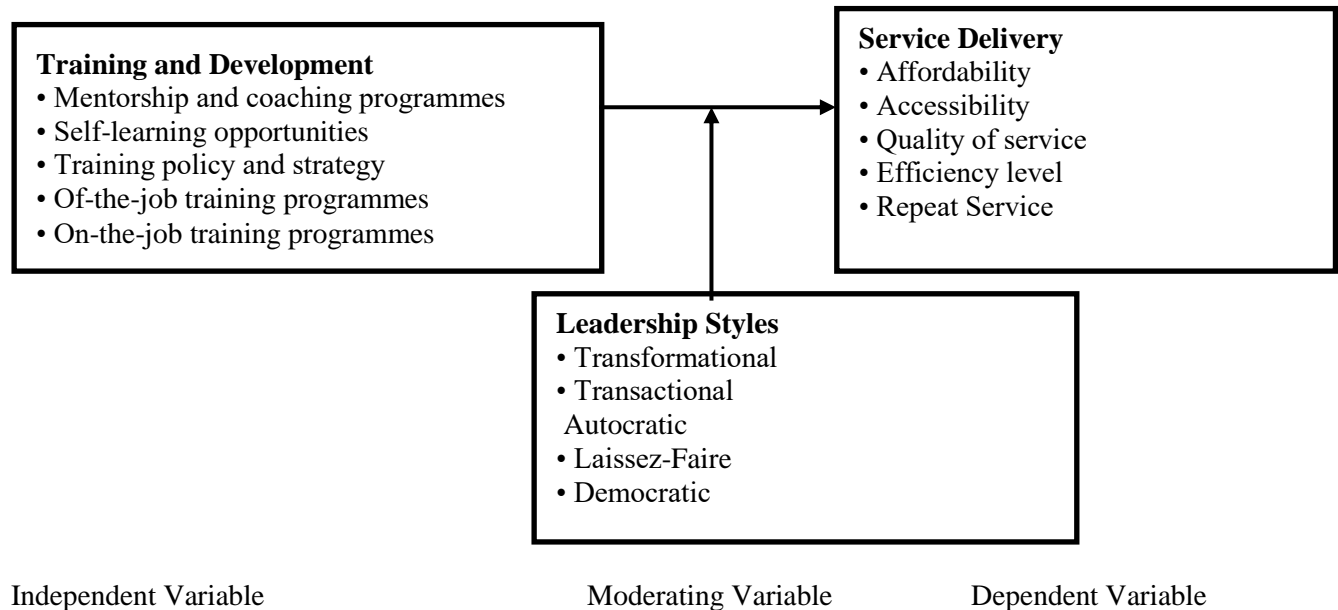 Training and Development
• Mentorship and coaching programmes
• Self-learning opportunities
• Training policy and strategy
• Of-the-job training programmes
• On-the-job training programmes
Service Delivery
• Affordability
• Accessibility
• Quality of service
• Efficiency level
• Repeat Service
Leadership Styles
• Transformational
• Transactional
Autocratic
• Laissez-Faire
• Democratic
Independent Variable
Moderating Variable
Dependent Variable